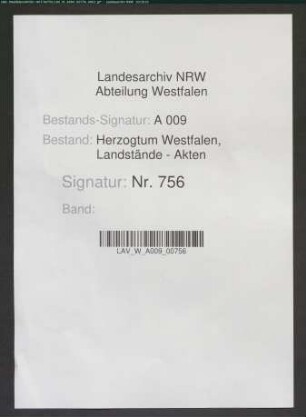 Landesarchiv NRW
Abteilung Westfalen
Bestands-Signatur: A 009
Bestand: Herzogtum Westfalen,
Landstände - Akten
Signatur: Nr. 756
Band:
LAV_W_A009_00756